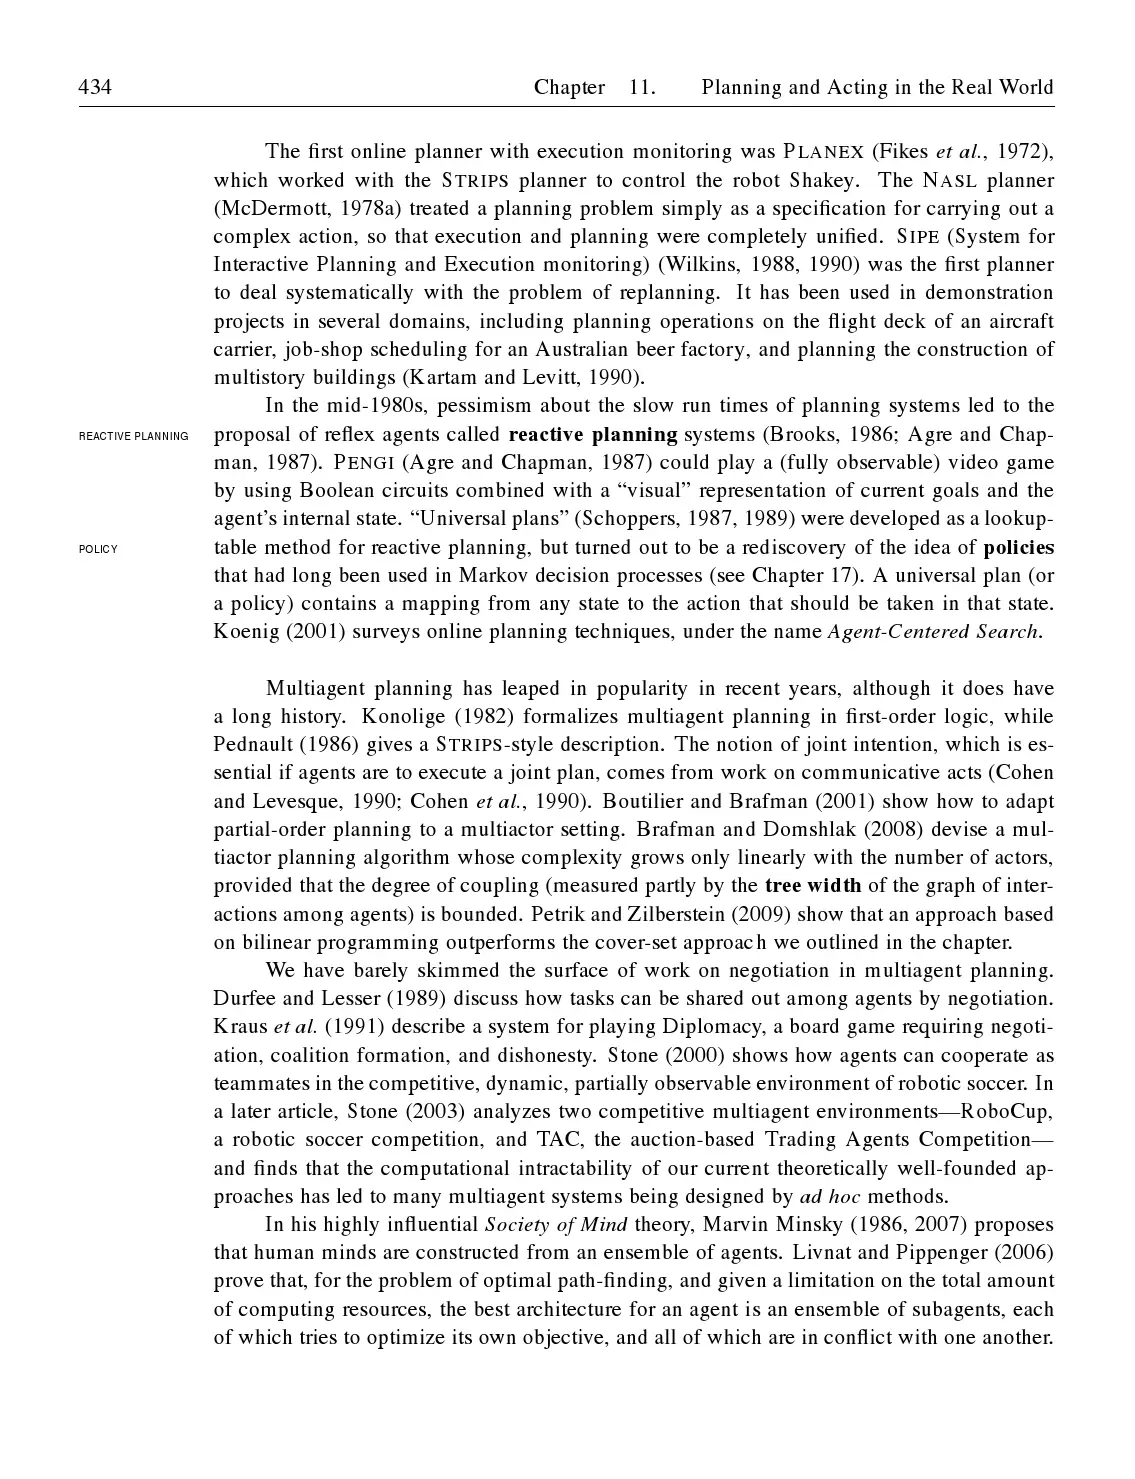 434 Chapter 11. Planning and Acting in the Real World
The first online planner with execution monitoring was PLANEX (Fikes et al., 1972),
which worked with the STRIPS planner to control the robot Shakey. The NASL planner
(McDermott, 1978a) treated a planning problem simply as a specification for carrying out a
complex action, so that execution and planning were completely unified. SIPE (System for
Interactive Planning and Execution monitoring) (Wilkins, 1988, 1990) was the first planner
to deal systematically with the problem of replanning. It has been used in demonstration
projects in several domains, including planning operations on the flight deck of an aircraft
carrier, job-shop scheduling for an Australian beer factory, and planning the construction of
multistory buildings (Kartam and Levitt, 1990).
In the mid-1980s, pessimism about the slow run times of planning systems led to the
REACTIVE PLANNING proposal of reflex agents called reactive planning systems (Brooks, 1986; Agre and Chap-
man, 1987). PENGI (Agre and Chapman, 1987) could play a (fully observable) video game
by using Boolean circuits combined with a “visual” representation of current goals and the
agent’s internal state. “Universal plans” (Schoppers, 1987, 1989) were developed as a lookup-
POLICY table method for reactive planning, but turned out to be a rediscovery of the idea of policies
that had long been used in Markov decision processes (see Chapter 17). A universal plan (or
a policy) contains a mapping from any state to the action that should be taken in that state.
Koenig (2001) surveys online planning techniques, under the name Agent-Centered Search.
Multiagent planning has leaped in popularity in recent years, although it does have
a long history. Konolige (1982) formalizes multiagent planning in first-order logic, while
Pednault (1986) gives a STRIPS-style description. The notion of joint intention, which is es-
sential if agents are to execute a joint plan, comes from work on communicative acts (Cohen
and Levesque, 1990; Cohen et al., 1990). Boutilier and Brafman (2001) show how to adapt
partial-order planning to a multiactor setting. Brafman and Domshlak (2008) devise a mul-
tiactor planning algorithm whose complexity grows only linearly with the number of actors,
provided that the degree of coupling (measured partly by the tree width of the graph of inter-
actions among agents) is bounded. Petrik and Zilberstein (2009) show that an approach based
on bilinear programming outperforms the cover-set approach we outlined in the chapter.
We have barely skimmed the surface of work on negotiation in multiagent planning.
Durfee and Lesser (1989) discuss how tasks can be shared out among agents by negotiation.
Kraus et al. (1991) describe a system for playing Diplomacy, a board game requiring negoti-
ation, coalition formation, and dishonesty. Stone (2000) shows how agents can cooperate as
teammates in the competitive, dynamic, partially observable environment of robotic soccer. In
a later article, Stone (2003) analyzes two competitive multiagent environments—RoboCup,
a robotic soccer competition, and TAC, the auction-based Trading Agents Competition—
and finds that the computational intractability of our current theoretically well-founded ap-
proaches has led to many multiagent systems being designed by ad hoc methods.
In his highly influential Society of Mind theory, Marvin Minsky (1986, 2007) proposes
that human minds are constructed from an ensemble of agents. Livnat and Pippenger (2006)
prove that, for the problem of optimal path-finding, and given a limitation on the total amount
of computing resources, the best architecture for an agent is an ensemble of subagents, each
of which tries to optimize its own objective, and all of which are in conflict with one another.